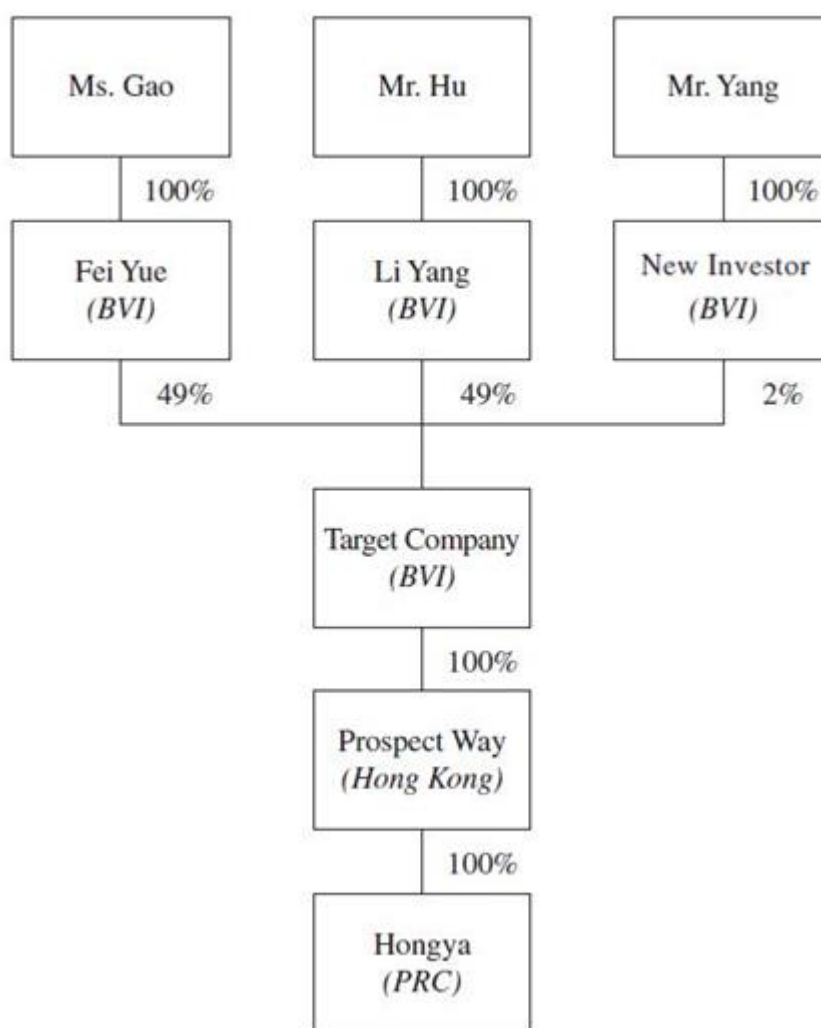 Ms. Gao
Mr. Hu
Mr. Yang
100%
100%
100%
Fei Yue
(BVI)
Li Yang
(BVI)
New Investor
(BVI)
49%
49%
2%
Target Company
(BVI)
100%
Prospect Way
(Hong Kong)
100%
Hongya
(PRC)